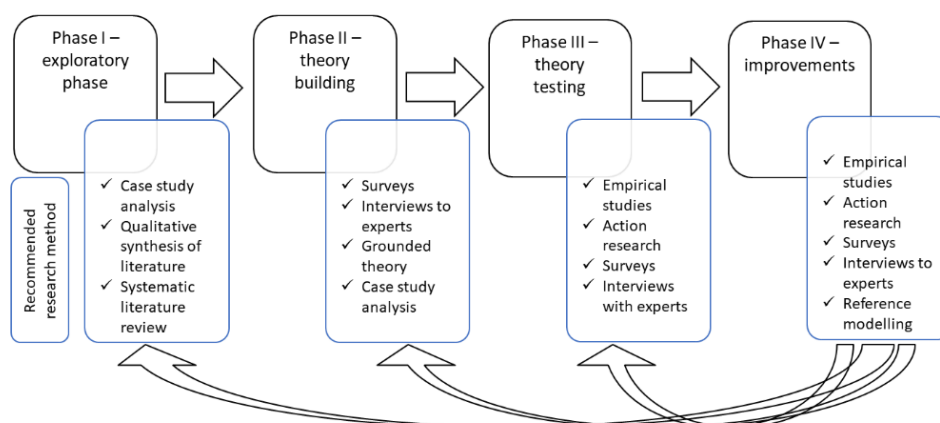 Phase I –
exploratory
phase
Phase II –
theory
building
Phase III –
theory
testing
Phase IV –
improvements
Recommended
research method
✓ Case study
analysis
✓ Qualitative
synthesis of
literature
✓ Systematic
literature
review
✓ Surveys
✓ Interviews to
experts
✓ Grounded
theory
✓ Case study
analysis
✓ Empirical
studies
✓ Action
research
✓ Surveys
✓ Interviews
with experts
✓ Empirical
studies
✓ Action
research
✓ Surveys
✓ Interviews to
experts
✓ Reference
modelling